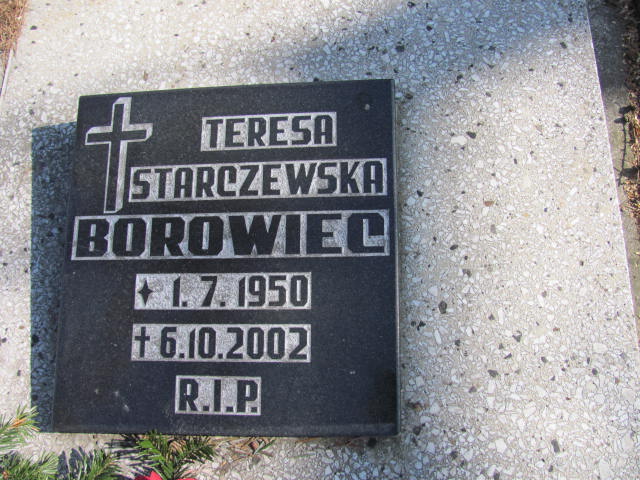 TERESA
STARCZEWSKA
BOROWIEC
✦ 1.7.1950
✝ 6.10.2002
R.I.P.